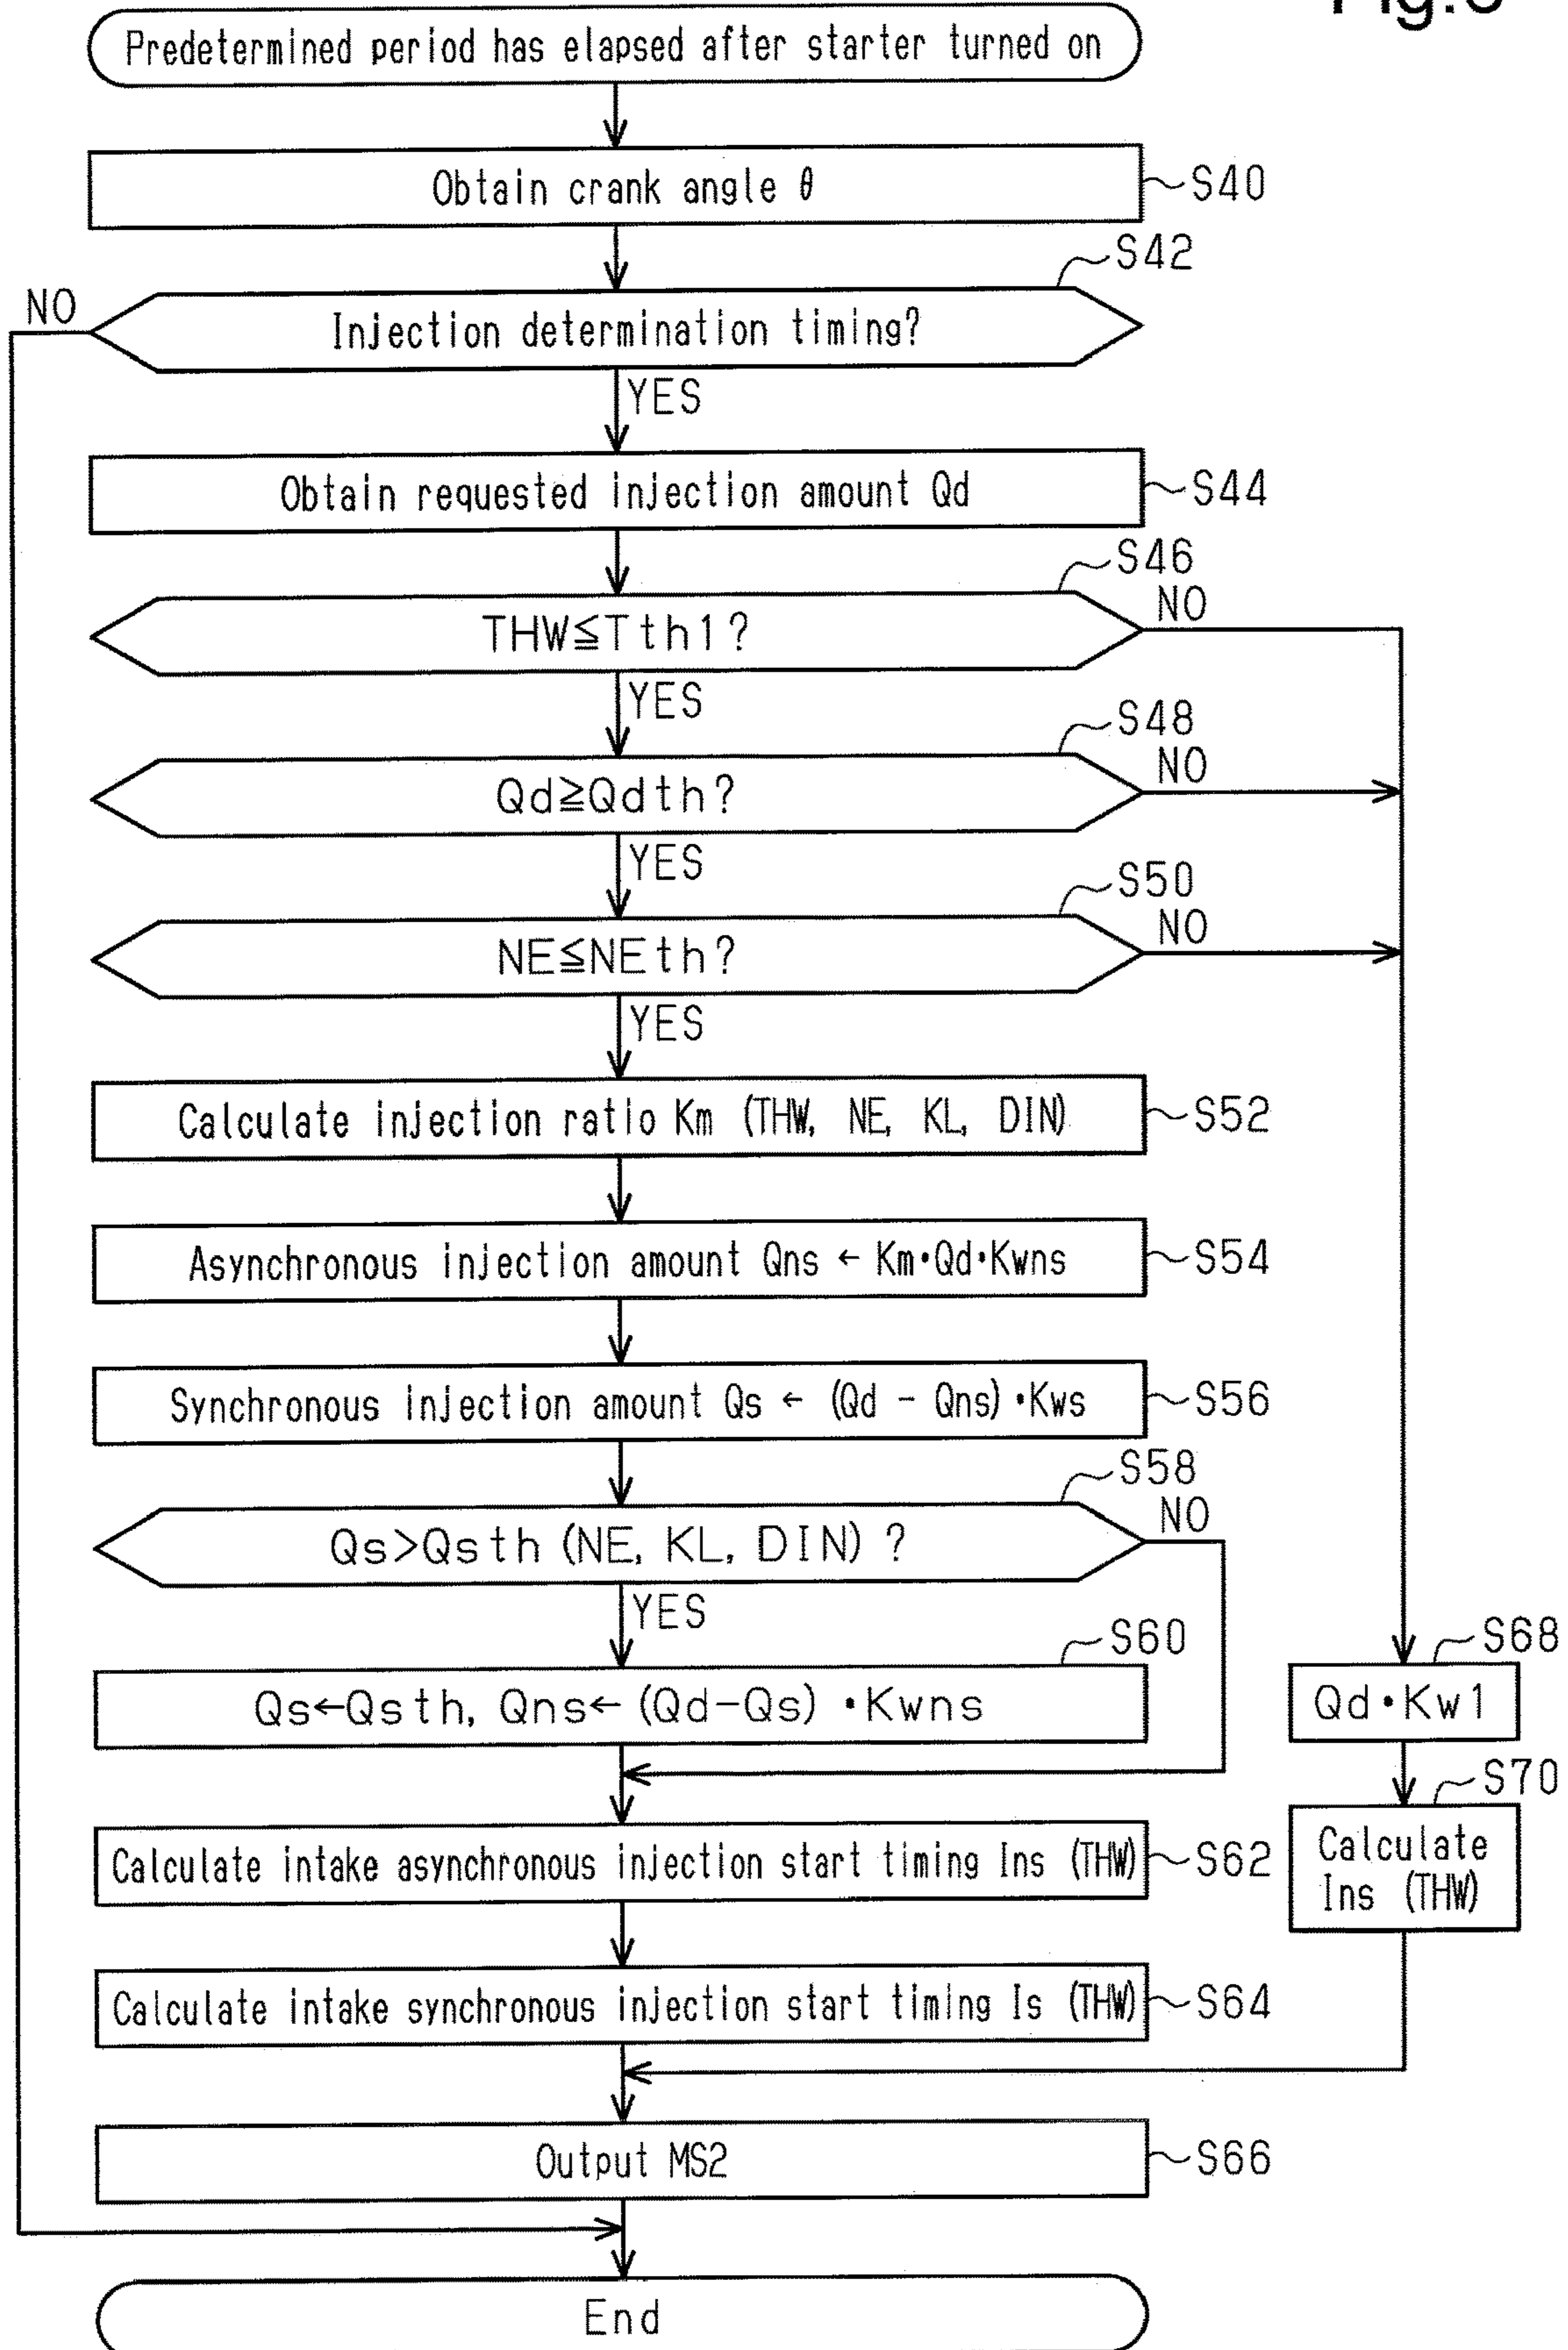 Predetermined period has elapsed after starter turned on
Obtain crank angle θ
S40
S42
NO
Injection determination timing?
YES
Obtain requested injection amount Qd
S44
S46
NO
THW≦Tth1?
YES
S48
NO
Qd≧Qdth?
YES
S50
NO
NE≦NEth?
YES
Calculate injection ratio Km (THW, NE, KL, DIN)
S52
Asynchronous injection amount Qns ← Km・Qd・Kwns
S54
Synchronous injection amount Qs ← (Qd - Qns)・Kws
S56
S58
NO
Qs>Qsth (NE, KL, DIN) ?
YES
S60
Qs←Qsth, Qns← (Qd-Qs) ・Kwns
S68
Qd・Kw1
S70
Calculate
Ins (THW)
Calculate intake asynchronous injection start timing Ins (THW)
S62
Calculate intake synchronous injection start timing Is (THW)
S64
Output MS2
S66
End